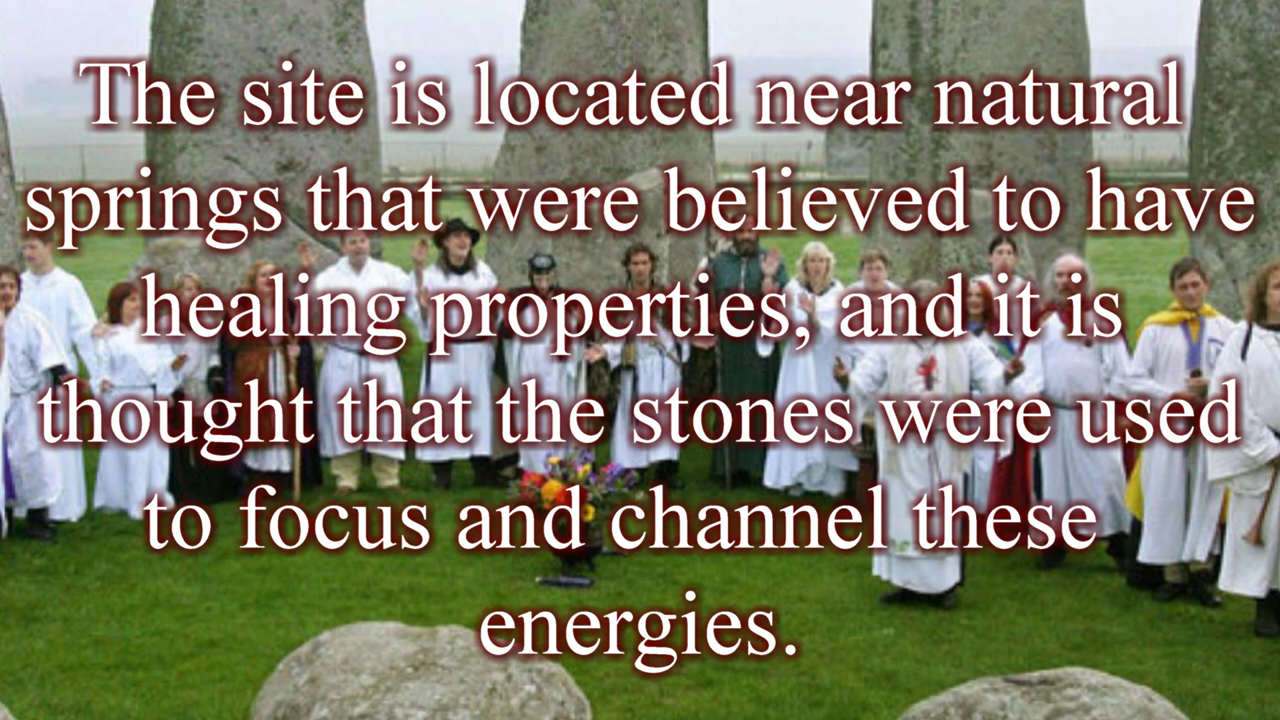 The site is located near natural
springs that were believed to have
healing properties, and it is
thought that the stones were used
to focus and channel these
energies.